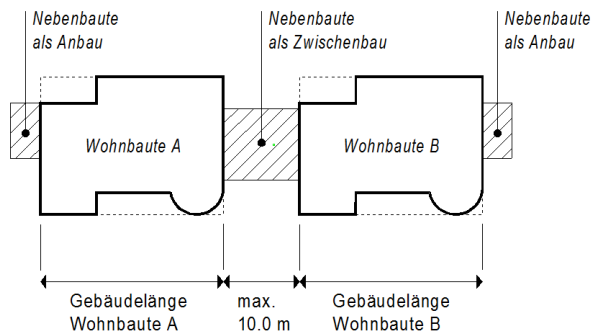 Nebenbaute
als Anbau
Nebenbaute
als Zwischenbau
Nebenbaute
als Anbau
Wohnbaute A
Wohnbaute B
Gebäudelänge
Wohnbaute A
max.
10.0 m
Gebäudelänge
Wohnbaute B